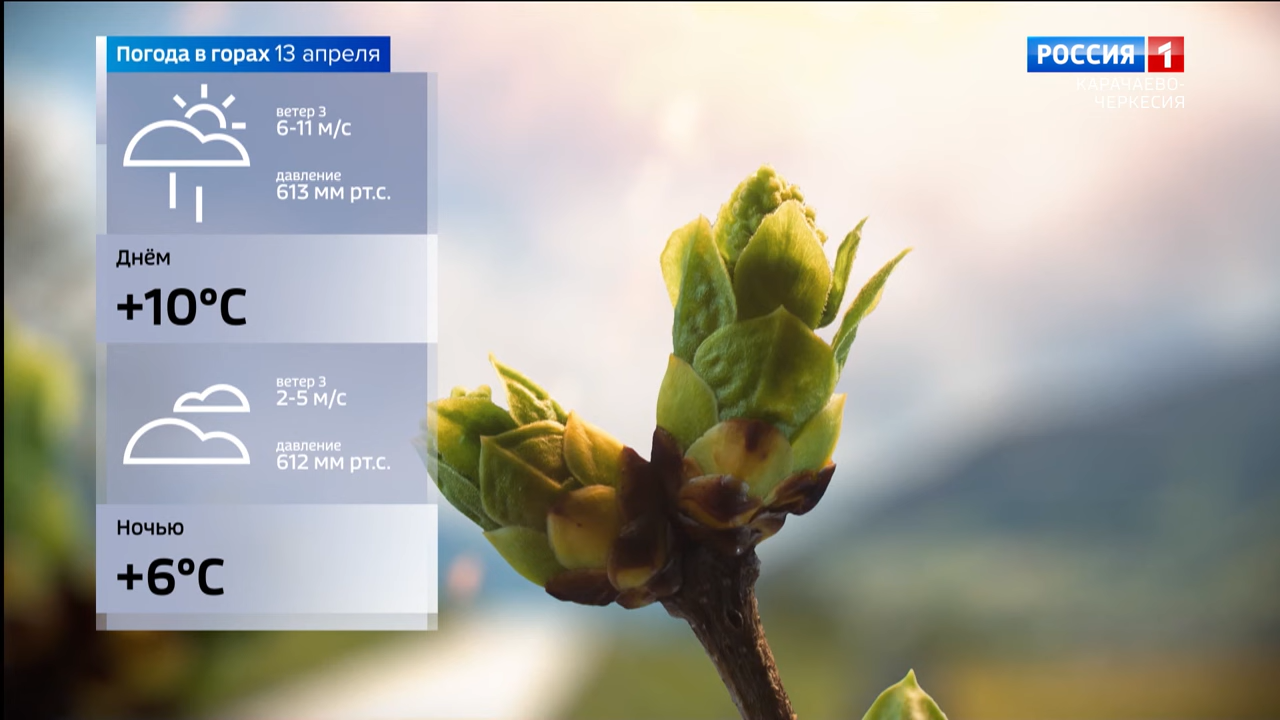 Погода в горах 13 апреля
ветер З
6-11 м/с
давление
613 мм рт.с.
Днём
+10°C
ветер З
2-5 м/с
давление
612 мм рт.с.
Ночью
+6°C
РОССИЯ 1
КАРАЧАЕВО-
ЧЕРКЕСИЯ